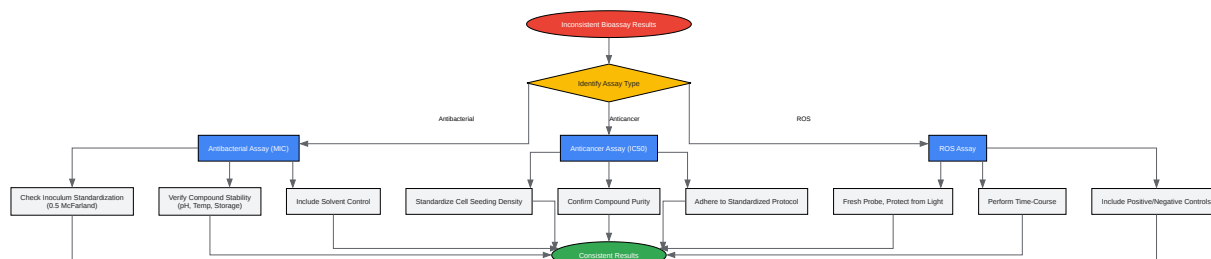 Inconsistent Bioassay Results
Identify Assay Type
Antibacterial
Anticancer
ROS
Antibacterial Assay (MIC)
Anticancer Assay (IC50)
ROS Assay
Check Inoculum Standardization
(0.5 McFarland)
Verify Compound Stability
(pH, Temp, Storage)
Include Solvent Control
Standardize Cell Seeding Density
Confirm Compound Purity
Adhere to Standardized Protocol
Fresh Probe, Protect from Light
Perform Time-Course
Include Positive/Negative Controls
Consistent Results